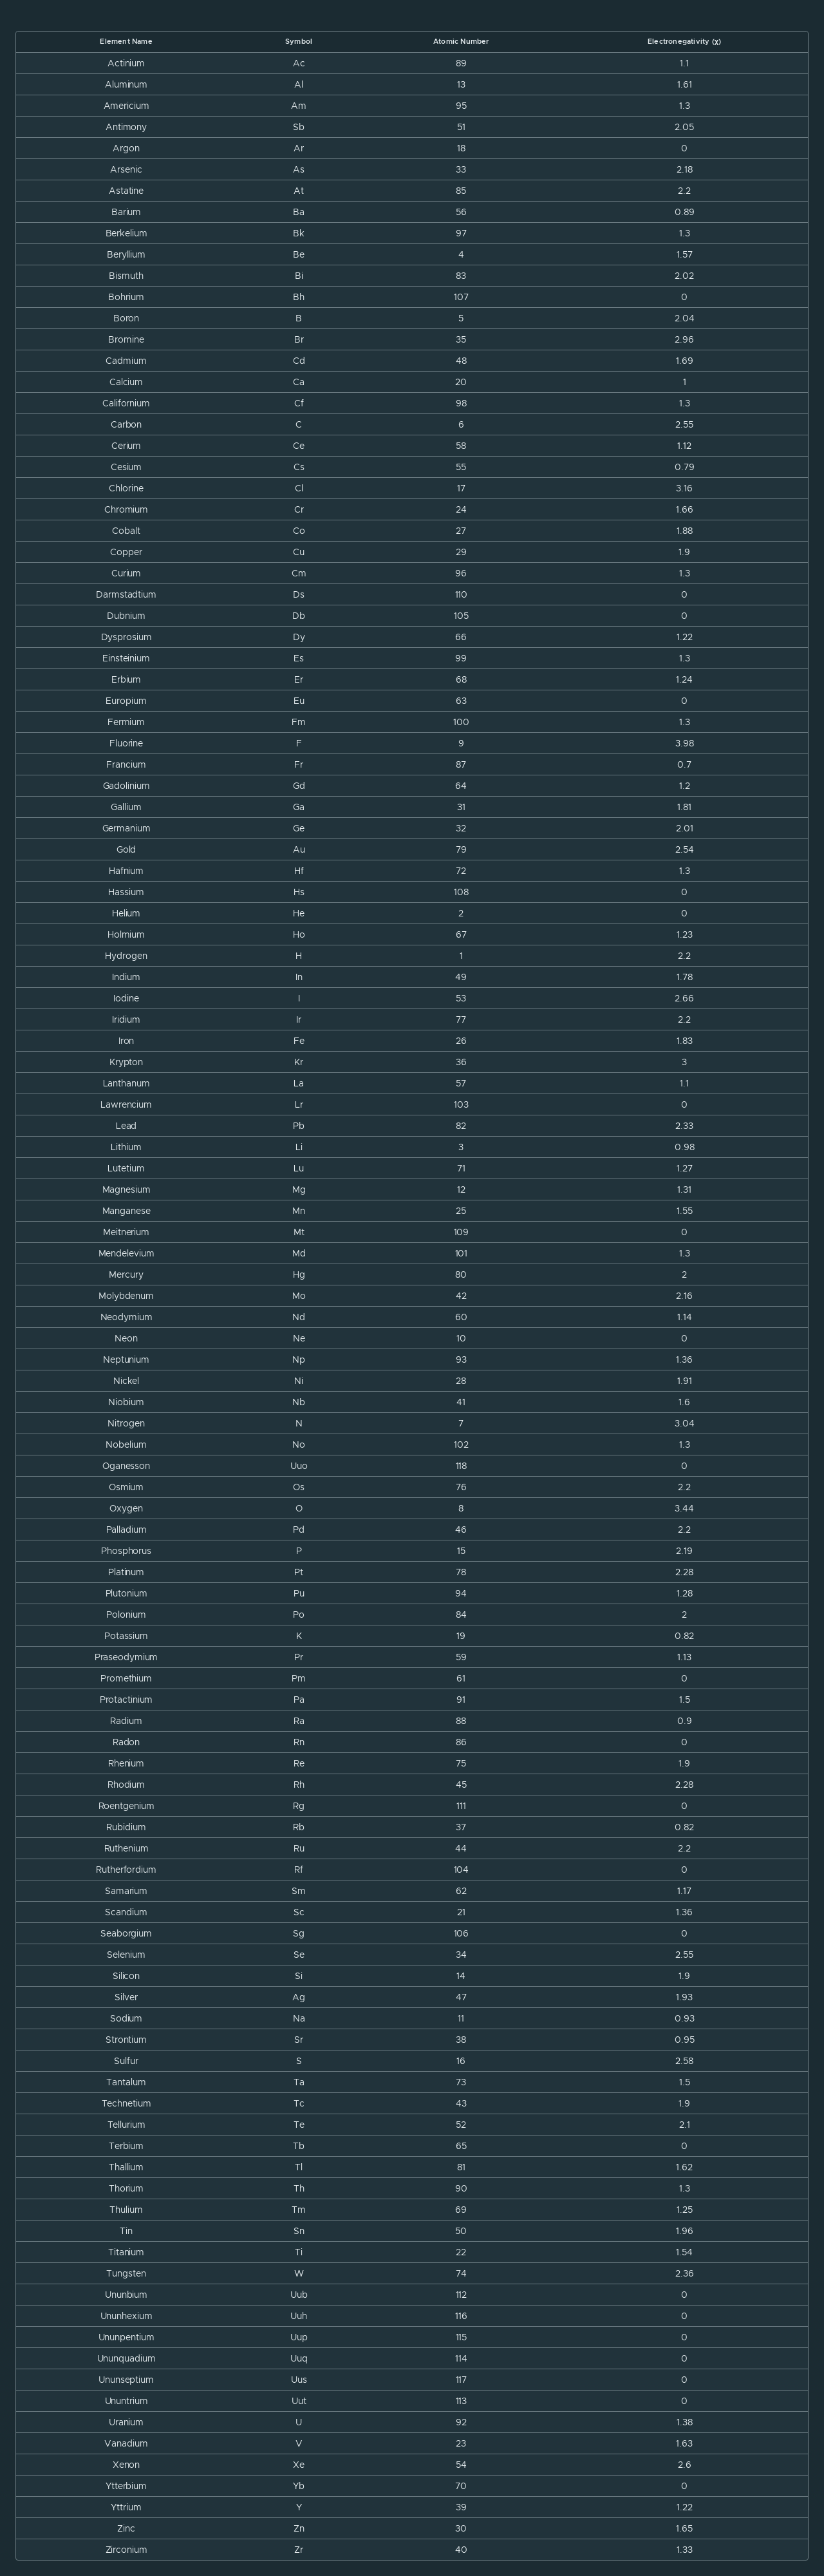 Element Name Symbol Atomic Number Electronegativity (χ)
Actinium Ac 89 1.1
Aluminum Al 13 1.61
Americium Am 95 1.3
Antimony Sb 51 2.05
Argon Ar 18 0
Arsenic As 33 2.18
Astatine At 85 2.2
Barium Ba 56 0.89
Berkelium Bk 97 1.3
Beryllium Be 4 1.57
Bismuth Bi 83 2.02
Bohrium Bh 107 0
Boron B 5 2.04
Bromine Br 35 2.96
Cadmium Cd 48 1.69
Calcium Ca 20 1
Californium Cf 98 1.3
Carbon C 6 2.55
Cerium Ce 58 1.12
Cesium Cs 55 0.79
Chlorine Cl 17 3.16
Chromium Cr 24 1.66
Cobalt Co 27 1.88
Copper Cu 29 1.9
Curium Cm 96 1.3
Darmstadtium Ds 110 0
Dubnium Db 105 0
Dysprosium Dy 66 1.22
Einsteinium Es 99 1.3
Erbium Er 68 1.24
Europium Eu 63 0
Fermium Fm 100 1.3
Fluorine F 9 3.98
Francium Fr 87 0.7
Gadolinium Gd 64 1.2
Gallium Ga 31 1.81
Germanium Ge 32 2.01
Gold Au 79 2.54
Hafnium Hf 72 1.3
Hassium Hs 108 0
Helium He 2 0
Holmium Ho 67 1.23
Hydrogen H 1 2.2
Indium In 49 1.78
Iodine I 53 2.66
Iridium Ir 77 2.2
Iron Fe 26 1.83
Krypton Kr 36 3
Lanthanum La 57 1.1
Lawrencium Lr 103 0
Lead Pb 82 2.33
Lithium Li 3 0.98
Lutetium Lu 71 1.27
Magnesium Mg 12 1.31
Manganese Mn 25 1.55
Meitnerium Mt 109 0
Mendelevium Md 101 1.3
Mercury Hg 80 2
Molybdenum Mo 42 2.16
Neodymium Nd 60 1.14
Neon Ne 10 0
Neptunium Np 93 1.36
Nickel Ni 28 1.91
Niobium Nb 41 1.6
Nitrogen N 7 3.04
Nobelium No 102 1.3
Oganesson Uuo 118 0
Osmium Os 76 2.2
Oxygen O 8 3.44
Palladium Pd 46 2.2
Phosphorus P 15 2.19
Platinum Pt 78 2.28
Plutonium Pu 94 1.28
Polonium Po 84 2
Potassium K 19 0.82
Praseodymium Pr 59 1.13
Promethium Pm 61 0
Protactinium Pa 91 1.5
Radium Ra 88 0.9
Radon Rn 86 0
Rhenium Re 75 1.9
Rhodium Rh 45 2.28
Roentgenium Rg 111 0
Rubidium Rb 37 0.82
Ruthenium Ru 44 2.2
Rutherfordium Rf 104 0
Samarium Sm 62 1.17
Scandium Sc 21 1.36
Seaborgium Sg 106 0
Selenium Se 34 2.55
Silicon Si 14 1.9
Silver Ag 47 1.93
Sodium Na 11 0.93
Strontium Sr 38 0.95
Sulfur S 16 2.58
Tantalum Ta 73 1.5
Technetium Tc 43 1.9
Tellurium Te 52 2.1
Terbium Tb 65 0
Thallium Tl 81 1.62
Thorium Th 90 1.3
Thulium Tm 69 1.25
Tin Sn 50 1.96
Titanium Ti 22 1.54
Tungsten W 74 2.36
Ununbium Uub 112 0
Ununhexium Uuh 116 0
Ununpentium Uup 115 0
Ununquadium Uuq 114 0
Ununseptium Uus 117 0
Ununtrium Uut 113 0
Uranium U 92 1.38
Vanadium V 23 1.63
Xenon Xe 54 2.6
Ytterbium Yb 70 0
Yttrium Y 39 1.22
Zinc Zn 30 1.65
Zirconium Zr 40 1.33